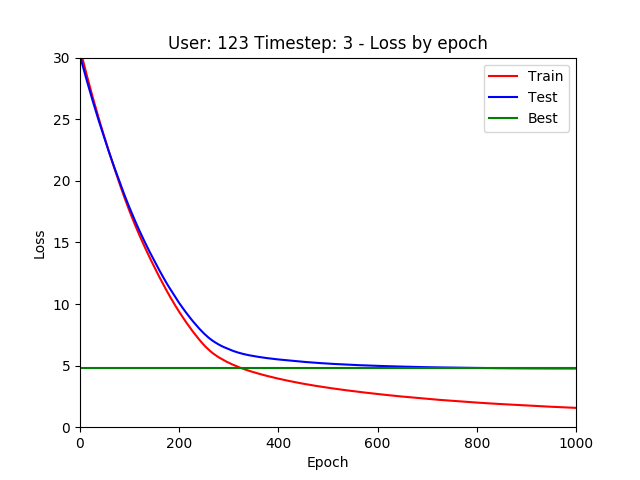 User: 123 Timestep: 3 - Loss by epoch
30
25
20
15
10
5
0
Loss
Train
Test
Best
0 200 400 600 800 1000
Epoch